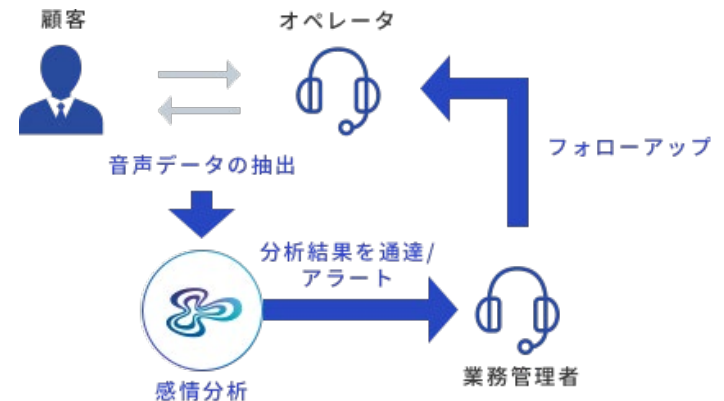 顧客
オペレータ
フォローアップ
音声データの抽出
分析結果を通達/
アラート
業務管理者
感情分析